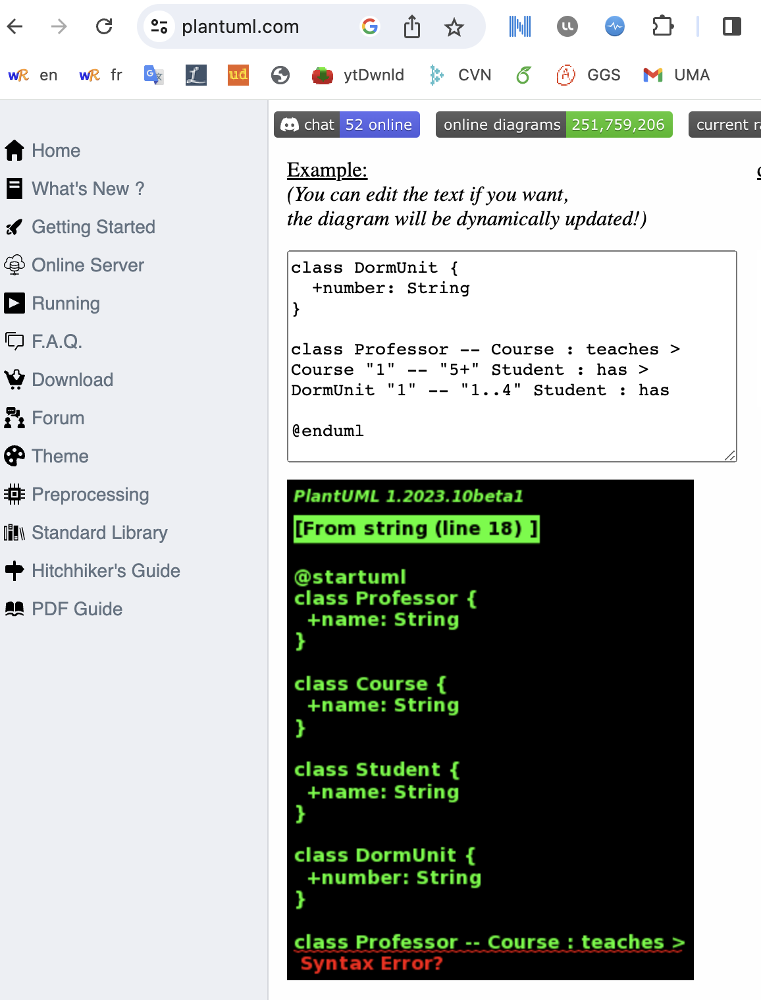 plantuml.com
wR en
wR fr
ud
ytDwnld
CVN
GGS
UMA
Home
What's New ?
Getting Started
Online Server
Running
F.A.Q.
Download
Forum
Theme
Preprocessing
Standard Library
Hitchhiker's Guide
PDF Guide
chat 52 online
online diagrams 251,759,206
current ra
Example:
(You can edit the text if you want,
the diagram will be dynamically updated!)
class DormUnit {
  +number: String
}
class Professor -- Course : teaches >
Course "1" -- "5+" Student : has >
DormUnit "1" -- "1..4" Student : has
@enduml
PlantUML 1.2023.10beta1
[From string (line 18) ]
@startuml
class Professor {
  +name: String
}
class Course {
  +name: String
}
class Student {
  +name: String
}
class DormUnit {
  +number: String
}
class Professor -- Course : teaches >
Syntax Error?